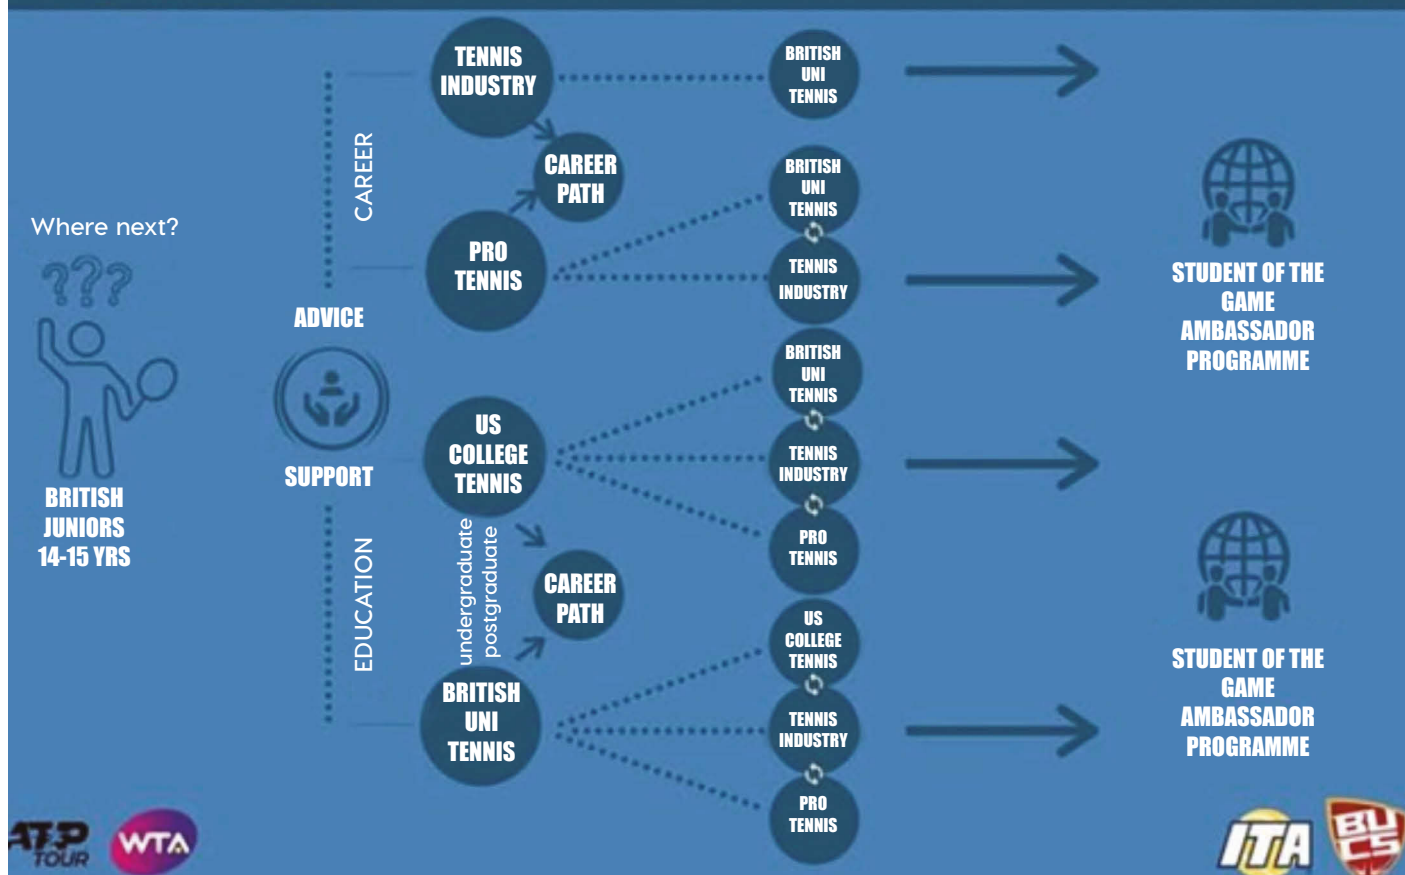 Where next?
???
BRITISH
JUNIORS
14-15 YRS
ADVICE
SUPPORT
CAREER
EDUCATION
TENNIS
INDUSTRY
CAREER
PATH
PRO
TENNIS
US
COLLEGE
TENNIS
undergraduate
postgraduate
CAREER
PATH
BRITISH
UNI
TENNIS
BRITISH
UNI
TENNIS
BRITISH
UNI
TENNIS
TENNIS
INDUSTRY
BRITISH
UNI
TENNIS
TENNIS
INDUSTRY
PRO
TENNIS
US
COLLEGE
TENNIS
TENNIS
INDUSTRY
PRO
TENNIS
STUDENT OF THE
GAME
AMBASSADOR
PROGRAMME
STUDENT OF THE
GAME
AMBASSADOR
PROGRAMME
ATP
TOUR
WTA
ITA
BU
CS